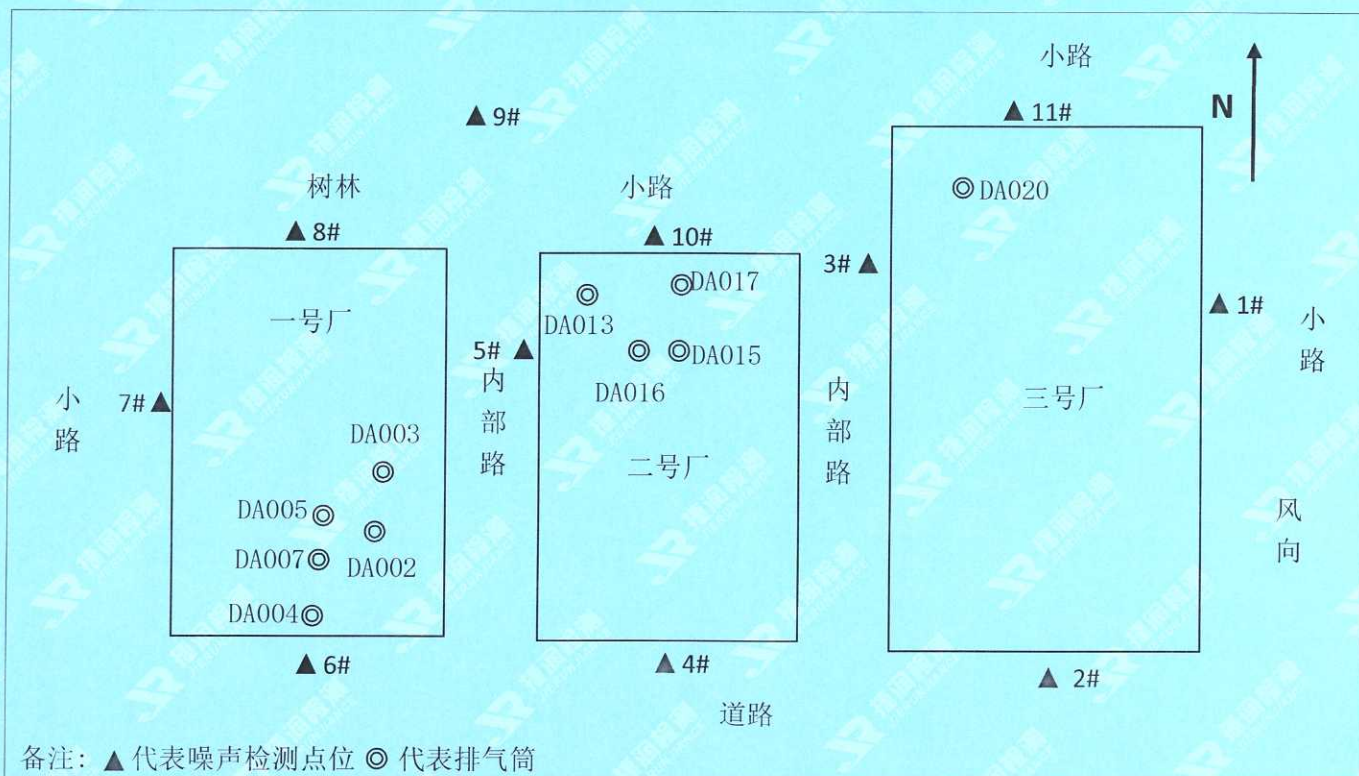 小路
11#
N
9#
树林
小路
DA020
8#
10#
3#
1#
小路
一号厂
DA017
DA013
5#
DA015
DA016
内部路
内部路
三号厂
小路
7#
DA003
二号厂
DA005
DA002
DA007
DA004
风向
6#
4#
2#
道路
备注：▲代表噪声检测点位 ◎ 代表排气筒